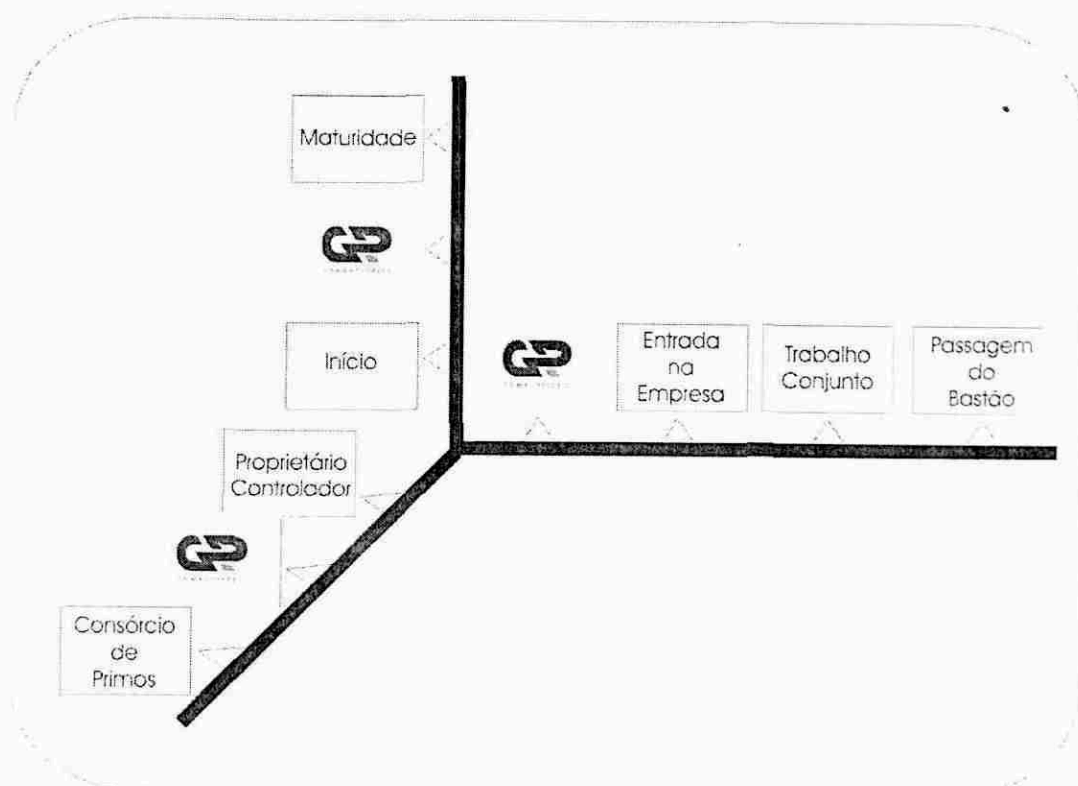 Maturidade
Início
Entrada
na
Empresa
Trabalho
Conjunto
Passagem
do
Bastão
Proprietário
Controlador
Consórcio
de
Primos